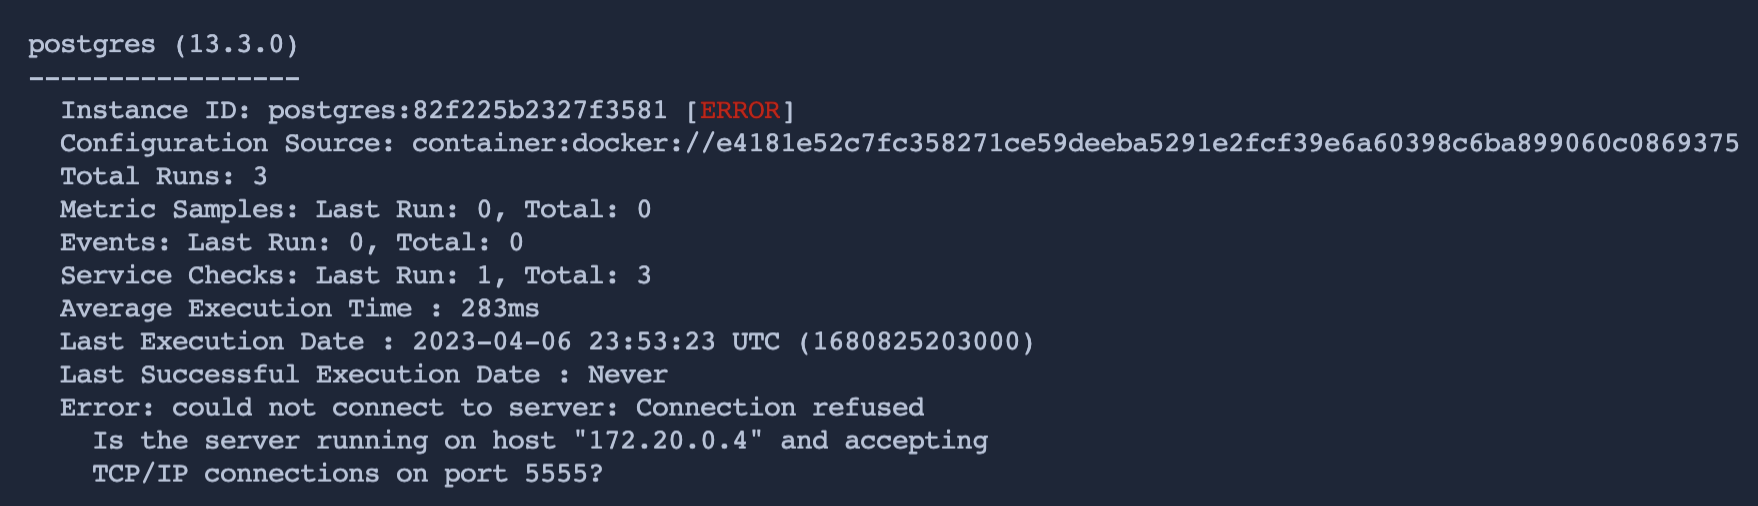 postgres (13.3.0)
-----------------
Instance ID: postgres:82f225b2327f3581 [ERROR]
Configuration Source: container:docker://e4181e52c7fc358271ce59deeba5291e2fcf39e6a60398c6ba899060c0869375
Total Runs: 3
Metric Samples: Last Run: 0, Total: 0
Events: Last Run: 0, Total: 0
Service Checks: Last Run: 1, Total: 3
Average Execution Time : 283ms
Last Execution Date : 2023-04-06 23:53:23 UTC (1680825203000)
Last Successful Execution Date : Never
Error: could not connect to server: Connection refused
Is the server running on host "172.20.0.4" and accepting
TCP/IP connections on port 5555?